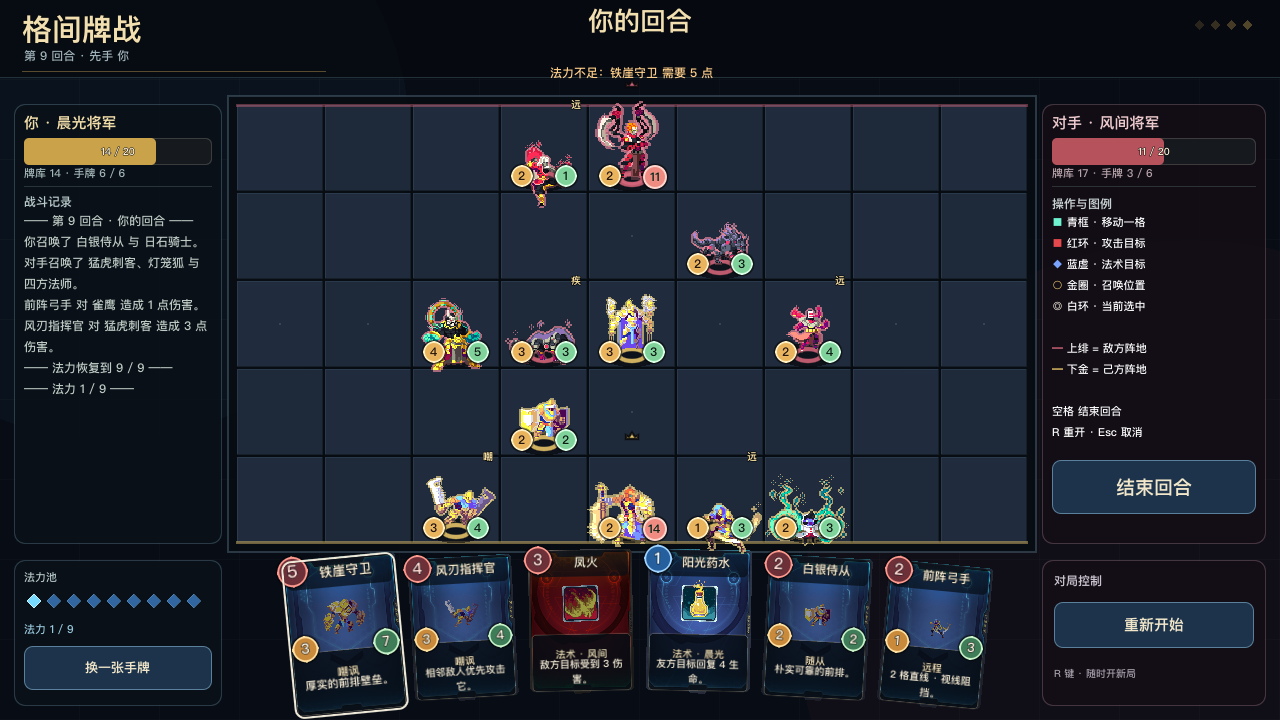 格间牌战
第 9 回合 · 先手 你
你的回合
法力不足: 铁崖守卫 需要 5 点
你 · 晨光将军
14 / 20
牌库 14 · 手牌 6 / 6
战斗记录
—— 第 9 回合 · 你的回合 ——
你召唤了 白银侍从 与 日石骑士。
对手召唤了 猛虎刺客、灯笼狐 与
四方法师。
前阵弓手 对 雀鹰 造成 1 点伤害。
风刃指挥官 对 猛虎刺客 造成 3 点
伤害。
—— 法力恢复到 9 / 9 ——
—— 法力 1 / 9 ——
远
2 1
2 11
2 3
疾
远
4 5
3 3
3 3
2 4
2 2
嘲
远
3 4
2 14
1 3
2 3
对手 · 风间将军
11 / 20
牌库 17 · 手牌 3 / 6
操作与图例
青框 · 移动一格
红环 · 攻击目标
蓝虚 · 法术目标
金圈 · 召唤位置
白环 · 当前选中
上绯 = 敌方阵地
下金 = 己方阵地
空格 结束回合
R 重开 · Esc 取消
结束回合
法力池
法力 1 / 9
换一张手牌
5
铁崖守卫
3 7
嘲讽
厚实的前排壁垒。
4
风刃指挥官
3 4
嘲讽
相邻敌人优先攻击
它。
3
凤火
法术 · 风间
敌方目标受到 3 伤
害。
1
阳光药水
法术 · 晨光
友方目标回复 4 生
命。
2
白银侍从
2 2
随从
朴实可靠的前排。
2
前阵弓手
1 3
远程
2 格直线 · 视线阻
挡。
对局控制
重新开始
R 键 · 随时开新局